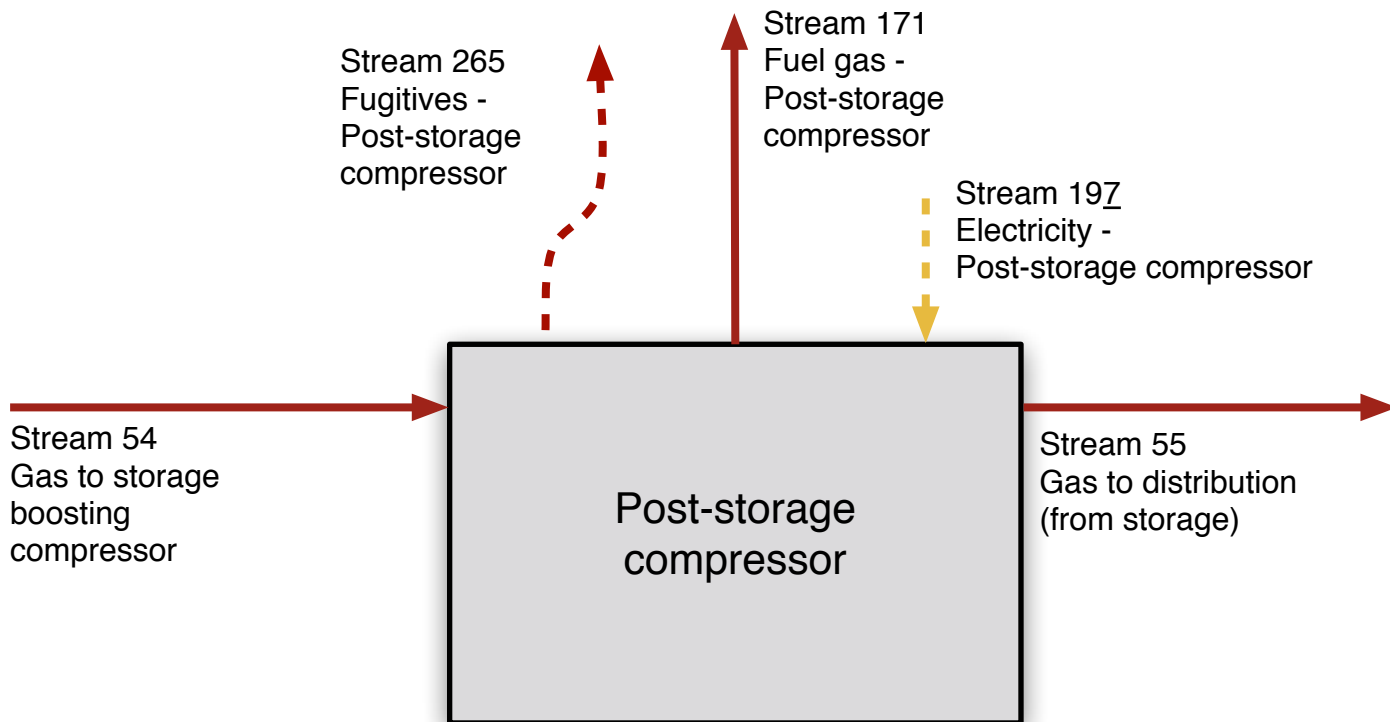 Stream 265
Fugitives -
Post-storage
compressor
Stream 171
Fuel gas -
Post-storage
compressor
Stream 197
Electricity -
Post-storage compressor
Stream 54
Gas to storage
boosting
compressor
Post-storage
compressor
Stream 55
Gas to distribution
(from storage)